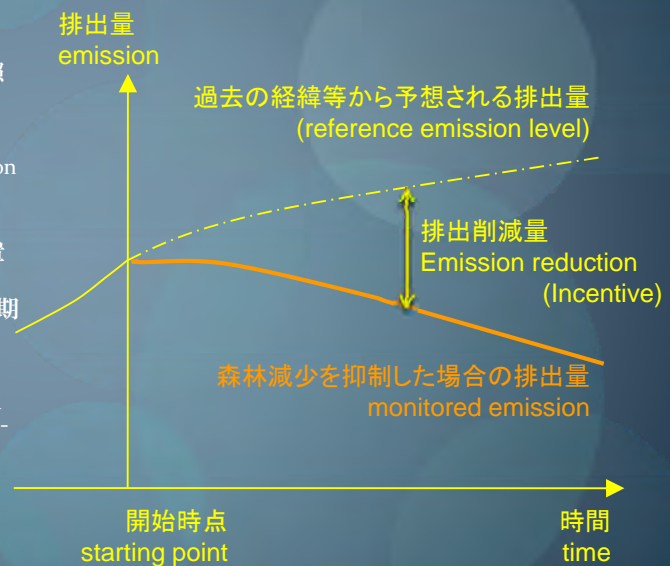 排出量
emission
過去の経緯等から予想される排出量
(reference emission level)
排出削減量
Emission reduction
(Incentive)
森林減少を抑制した場合の排出量
monitored emission
開始時点
starting point
時間
time
on
期